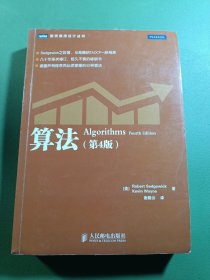 图灵程序设计丛书
PEARSON
Sedgewick之巨著，与高德纳TAOCP一脉相承
几十年多次修订，经久不衰的畅销书
涵盖所有程序员必须掌握的50种算法
算法
Algorithms
Fourth Edition
（第4版）
[美] Robert Sedgewick 著
Kevin Wayne
谢路云 译
人民邮电出版社